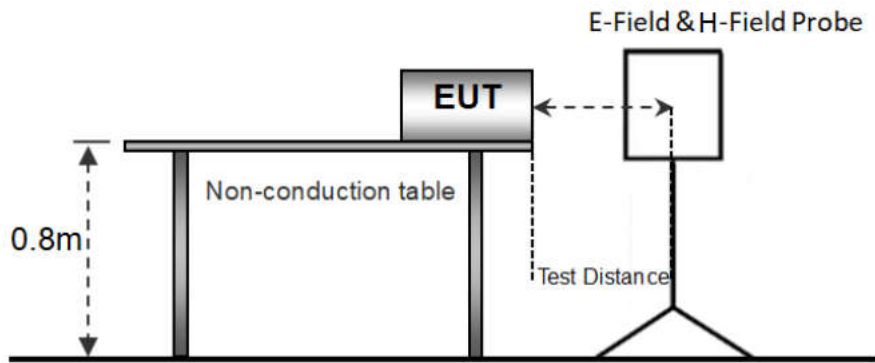 E-Field & H-Field Probe
EUT
Non-conduction table
0.8m
Test Distance